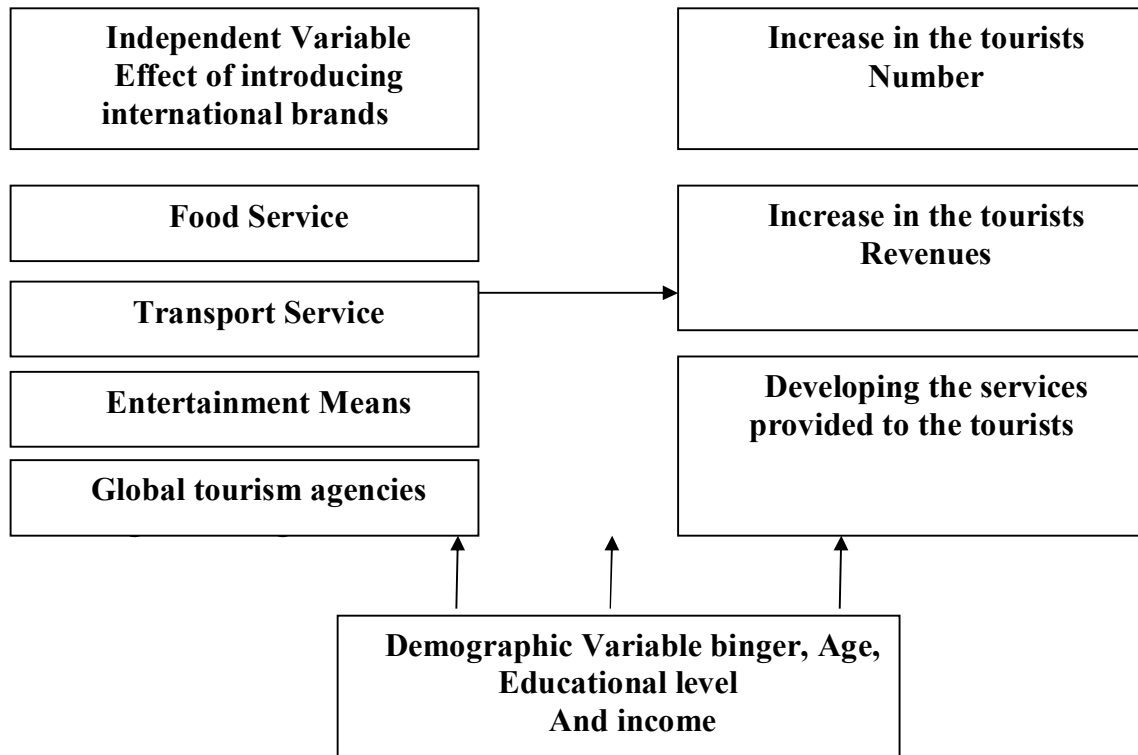 Independent Variable
Effect of introducing
international brands
Food Service
Transport Service
Entertainment Means
Global tourism agencies
Increase in the tourists
Number
Increase in the tourists
Revenues
Developing the services
provided to the tourists
Demographic Variable binger, Age,
Educational level
And income